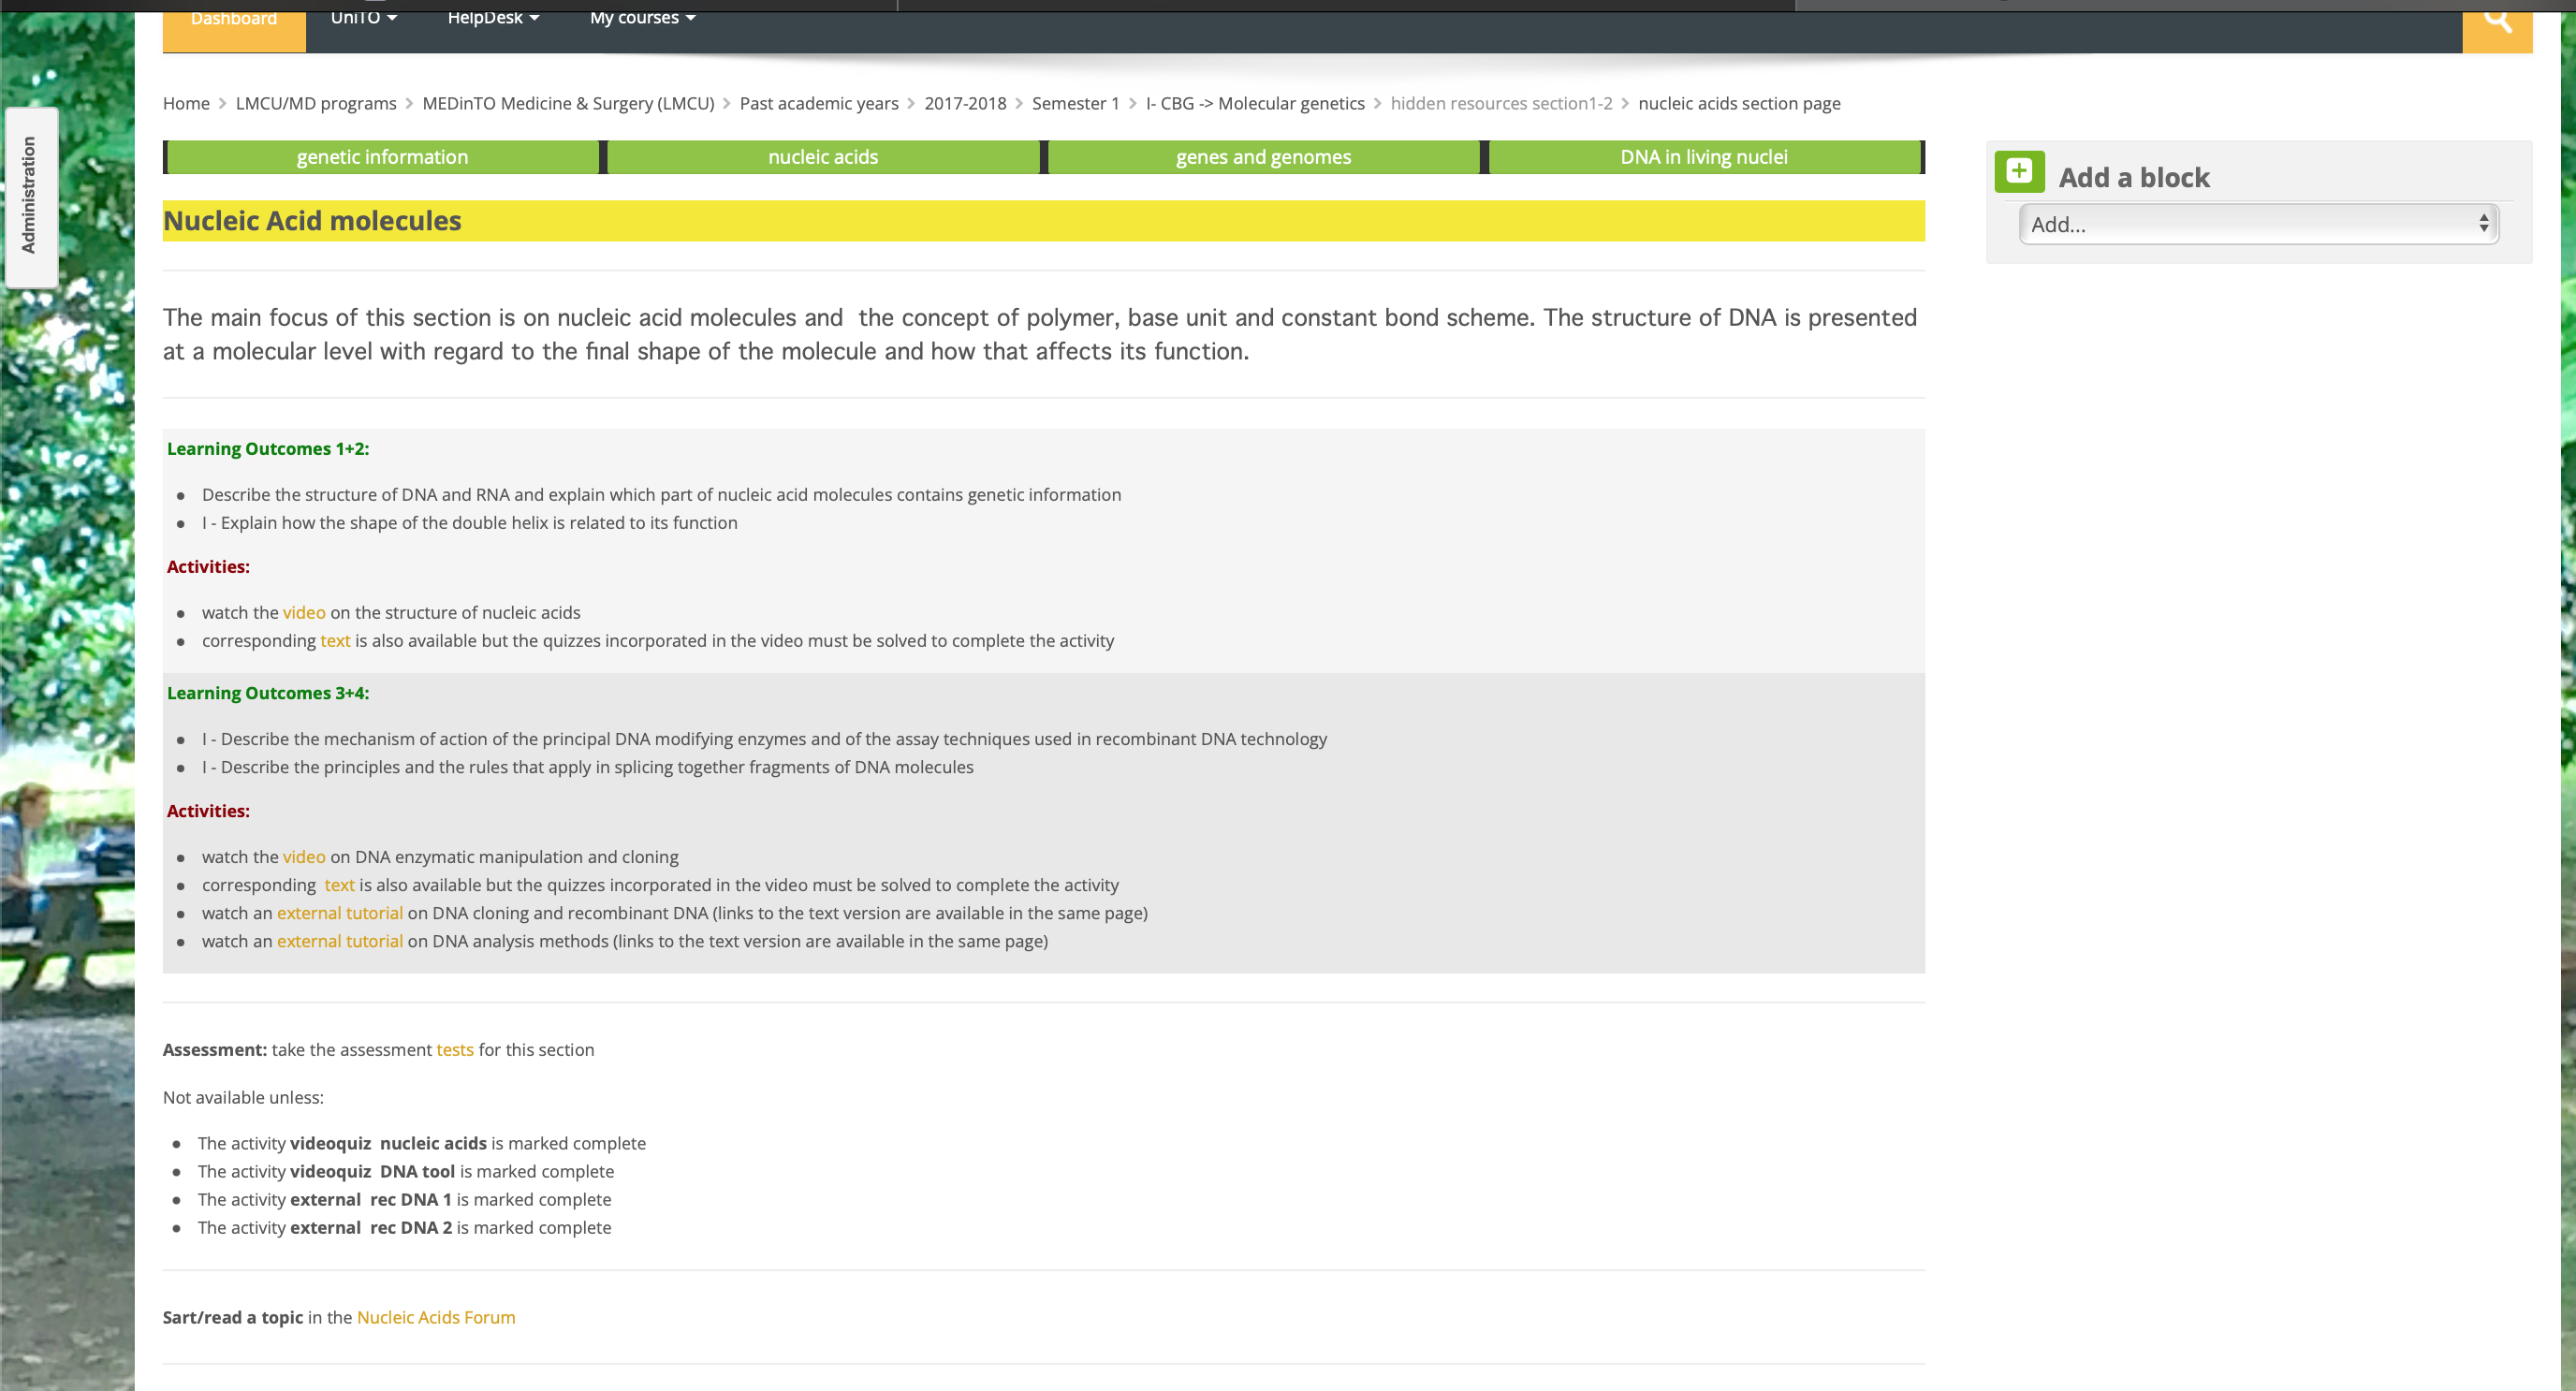 Dashboard UniTO HelpDesk My courses
Home > LMCU/MD programs > MEDinTO Medicine & Surgery (LMCU) > Past academic years > 2017-2018 > Semester 1 > I- CBG -> Molecular genetics > hidden resources section1-2 > nucleic acids section page
Administration
genetic information nucleic acids genes and genomes DNA in living nuclei
Add a block
Add...
Nucleic Acid molecules
The main focus of this section is on nucleic acid molecules and  the concept of polymer, base unit and constant bond scheme. The structure of DNA is presented
at a molecular level with regard to the final shape of the molecule and how that affects its function.
Learning Outcomes 1+2:
● Describe the structure of DNA and RNA and explain which part of nucleic acid molecules contains genetic information
● I - Explain how the shape of the double helix is related to its function
Activities:
● watch the video on the structure of nucleic acids
● corresponding text is also available but the quizzes incorporated in the video must be solved to complete the activity
Learning Outcomes 3+4:
● I - Describe the mechanism of action of the principal DNA modifying enzymes and of the assay techniques used in recombinant DNA technology
● I - Describe the principles and the rules that apply in splicing together fragments of DNA molecules
Activities:
● watch the video on DNA enzymatic manipulation and cloning
● corresponding  text is also available but the quizzes incorporated in the video must be solved to complete the activity
● watch an external tutorial on DNA cloning and recombinant DNA (links to the text version are available in the same page)
● watch an external tutorial on DNA analysis methods (links to the text version are available in the same page)
Assessment: take the assessment tests for this section
Not available unless:
● The activity videoquiz  nucleic acids is marked complete
● The activity videoquiz  DNA tool is marked complete
● The activity external  rec DNA 1 is marked complete
● The activity external  rec DNA 2 is marked complete
Sart/read a topic in the Nucleic Acids Forum